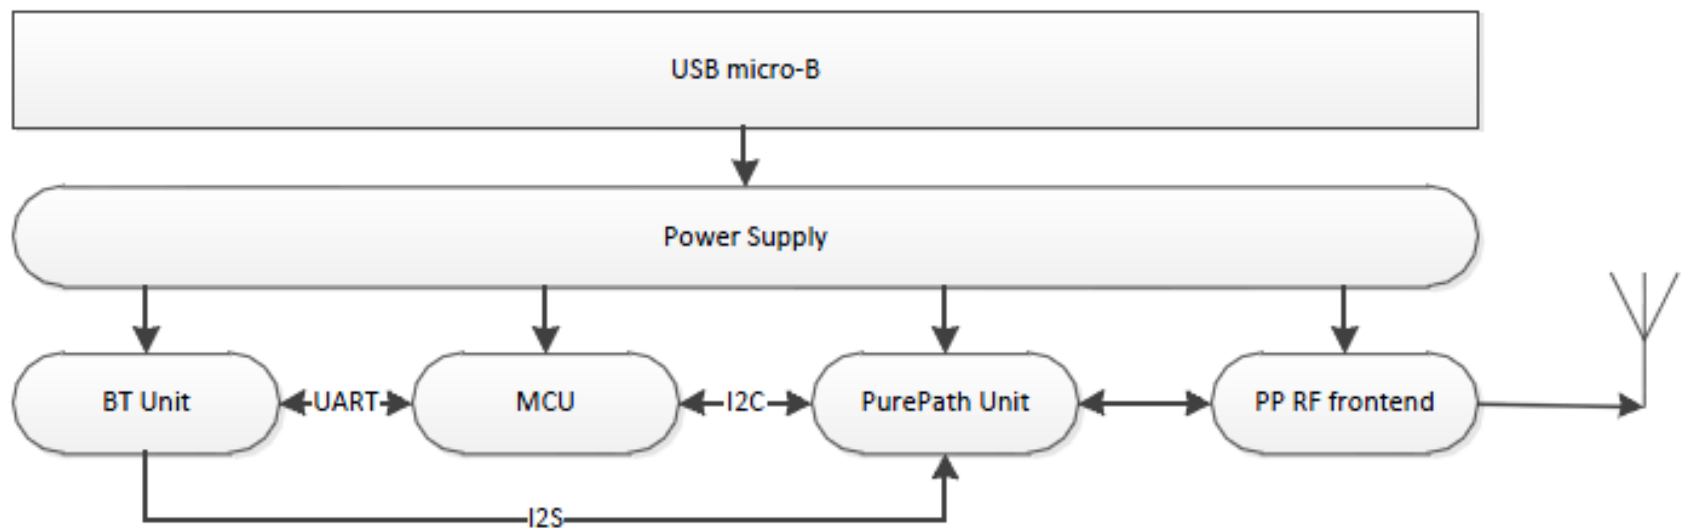 USB micro-B
Power Supply
BT Unit
UART
MCU
I2C
PurePath Unit
PP RF frontend
I2S